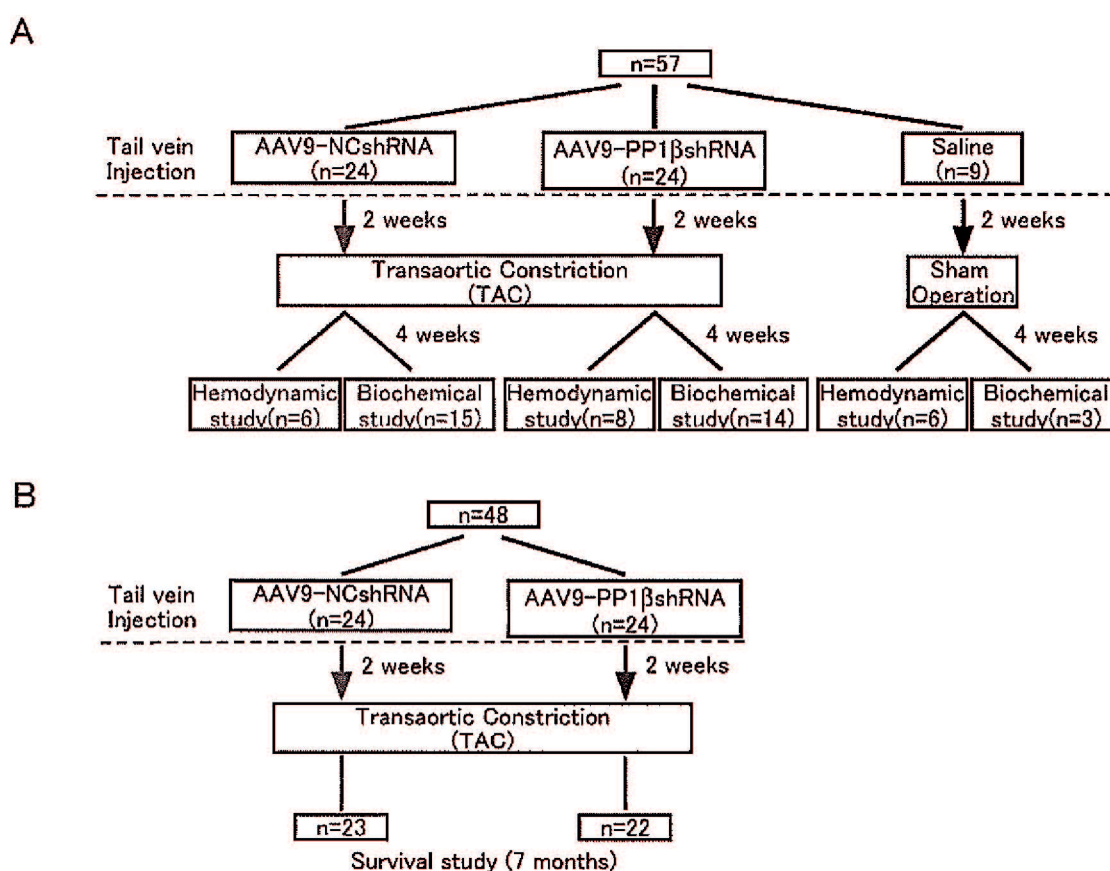 A
n=57
Tail vein
Injection
AAV9-NCshRNA
(n=24)
AAV9-PP1βshRNA
(n=24)
Saline
(n=9)
2 weeks
2 weeks
2 weeks
Transaortic Constriction
(TAC)
Sham
Operation
4 weeks
4 weeks
4 weeks
Hemodynamic
study(n=6)
Biochemical
study(n=15)
Hemodynamic
study(n=8)
Biochemical
study(n=14)
Hemodynamic
study(n=6)
Biochemical
study(n=3)
B
n=48
Tail vein
Injection
AAV9-NCshRNA
(n=24)
AAV9-PP1βshRNA
(n=24)
2 weeks
2 weeks
Transaortic Constriction
(TAC)
n=23
n=22
Survival study (7 months)